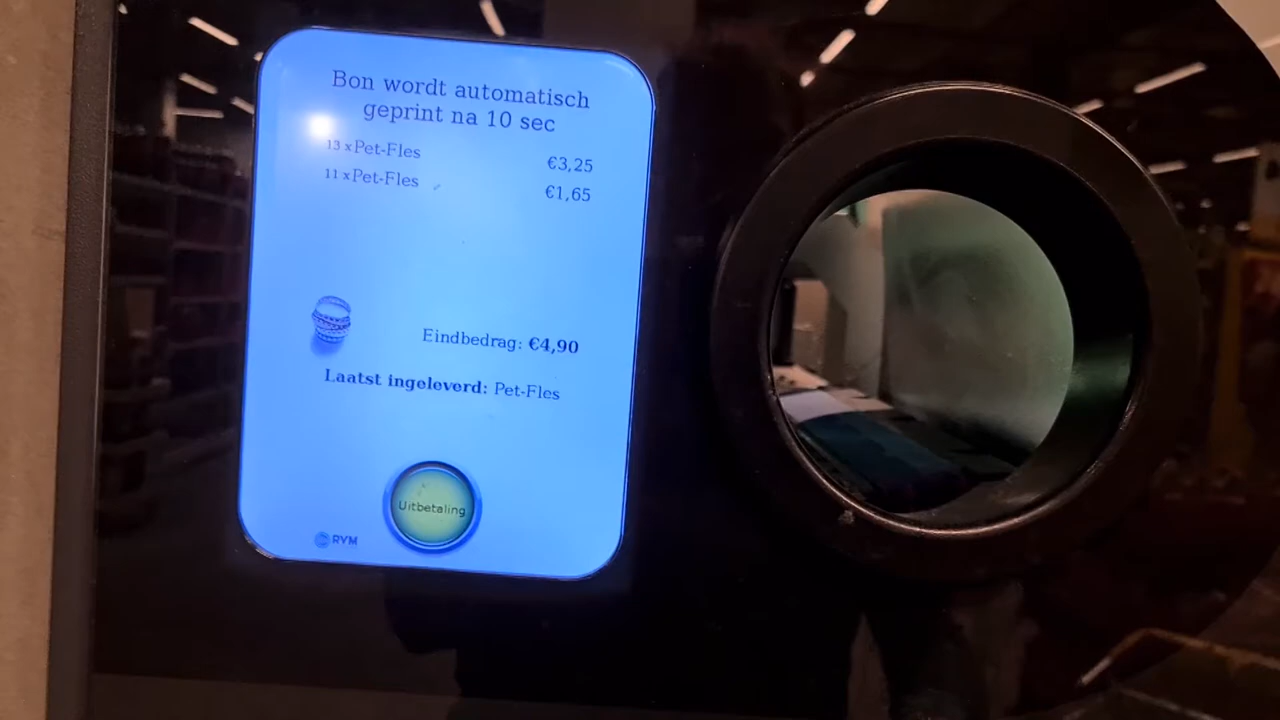 Bon wordt automatisch
geprint na 10 sec
13 x Pet-Fles €3,25
11 x Pet-Fles €1,65
Eindbedrag: €4,90
Laatst ingeleverd: Pet-Fles
Uitbetaling
RVM